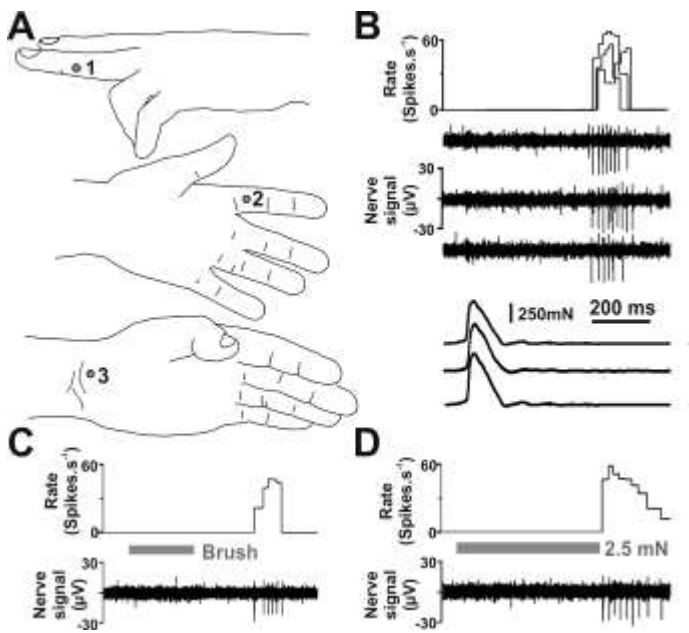 A
1
2
3
B
Rate
(Spikes.s⁻¹)
60
0
Nerve
signal
(µV)
30
-30
250mN
200 ms
C
Rate
(Spikes.s⁻¹)
60
0
Brush
Nerve
signal
(µV)
30
-30
D
Rate
(Spikes.s⁻¹)
60
0
2.5 mN
Nerve
signal
(µV)
30
-30